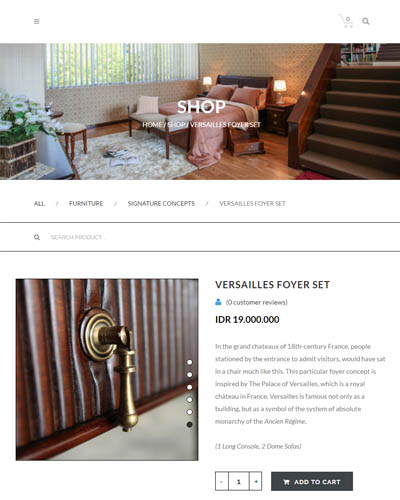 0
SHOP
HOME / SHOP / VERSAILLES FOYER SET
ALL / FURNITURE / SIGNATURE CONCEPTS / VERSAILLES FOYER SET
SEARCH PRODUCT ..
VERSAILLES FOYER SET
(0 customer reviews)
IDR 19.000.000
In the grand chateaux of 18th-century France, people
stationed by the entrance to admit visitors, would have sat
in a chair much like this. This particular foyer concept is
inspired by The Palace of Versailles, which is a royal
château in France. Versailles is famous not only as a
building, but as a symbol of the system of absolute
monarchy of the Ancien Régime.
(1 Long Console, 2 Dome Sofas)
- 1 + ADD TO CART